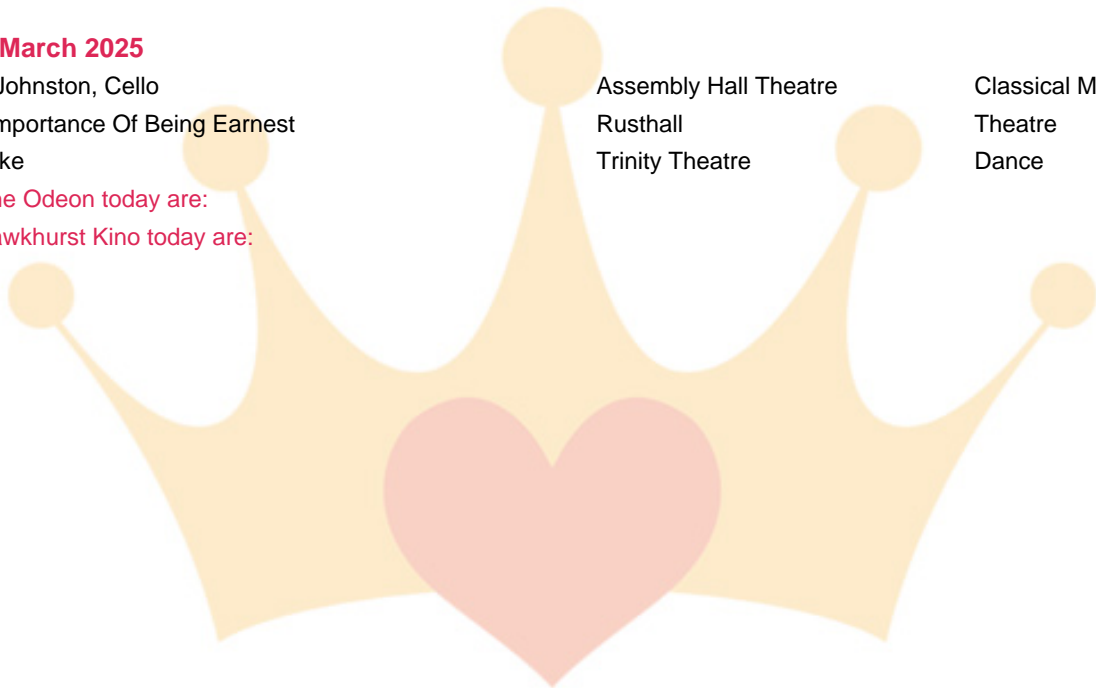 March 2025
Johnston, Cello Assembly Hall Theatre Classical M
mportance Of Being Earnest Rusthall Theatre
ke Trinity Theatre Dance
ne Odeon today are:
awkhurst Kino today are: